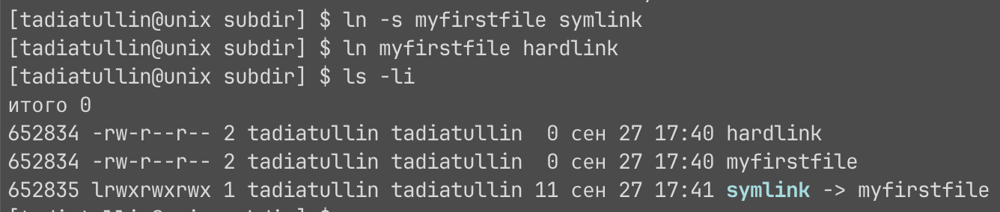 [tadiatullin@unix subdir] $ ln -s myfirstfile symlink
[tadiatullin@unix subdir] $ ln myfirstfile hardlink
[tadiatullin@unix subdir] $ ls -li
итого 0
652834 -rw-r--r-- 2 tadiatullin tadiatullin  0 сен 27 17:40 hardlink
652834 -rw-r--r-- 2 tadiatullin tadiatullin  0 сен 27 17:40 myfirstfile
652835 lrwxrwxrwx 1 tadiatullin tadiatullin 11 сен 27 17:41 symlink -> myfirstfile